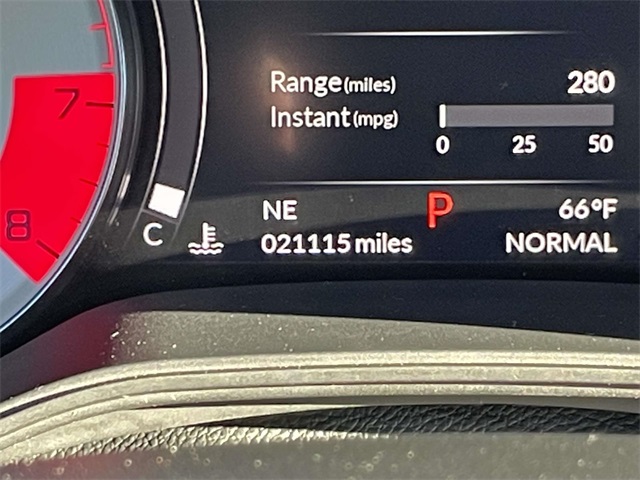 Range (miles) 280
7
Instant (mpg)
0 25 50
NE P 66°F
8
C 021115 miles NORMAL